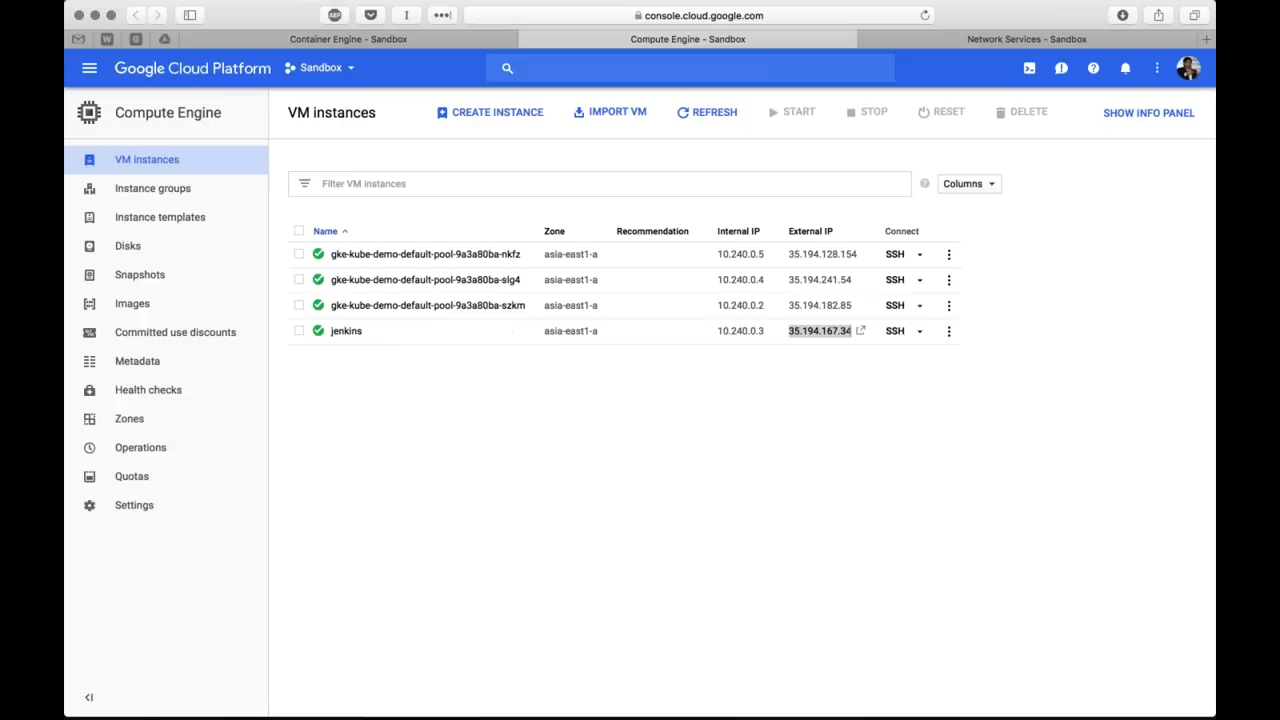 console.cloud.google.com
ABP
W
G
Container Engine - Sandbox
Compute Engine - Sandbox
Network Services - Sandbox
Google Cloud Platform
Sandbox
Compute Engine
VM instances
CREATE INSTANCE
IMPORT VM
REFRESH
START
STOP
RESET
DELETE
SHOW INFO PANEL
VM instances
Instance groups
Instance templates
Disks
Snapshots
Images
Committed use discounts
Metadata
Health checks
Zones
Operations
Quotas
Settings
Filter VM instances
Columns
Name Zone Recommendation Internal IP External IP Connect
gke-kube-demo-default-pool-9a3a80ba-nkfz asia-east1-a 10.240.0.5 35.194.128.154 SSH
gke-kube-demo-default-pool-9a3a80ba-slg4 asia-east1-a 10.240.0.4 35.194.241.54 SSH
gke-kube-demo-default-pool-9a3a80ba-szkm asia-east1-a 10.240.0.2 35.194.182.85 SSH
jenkins asia-east1-a 10.240.0.3 35.194.167.34 SSH